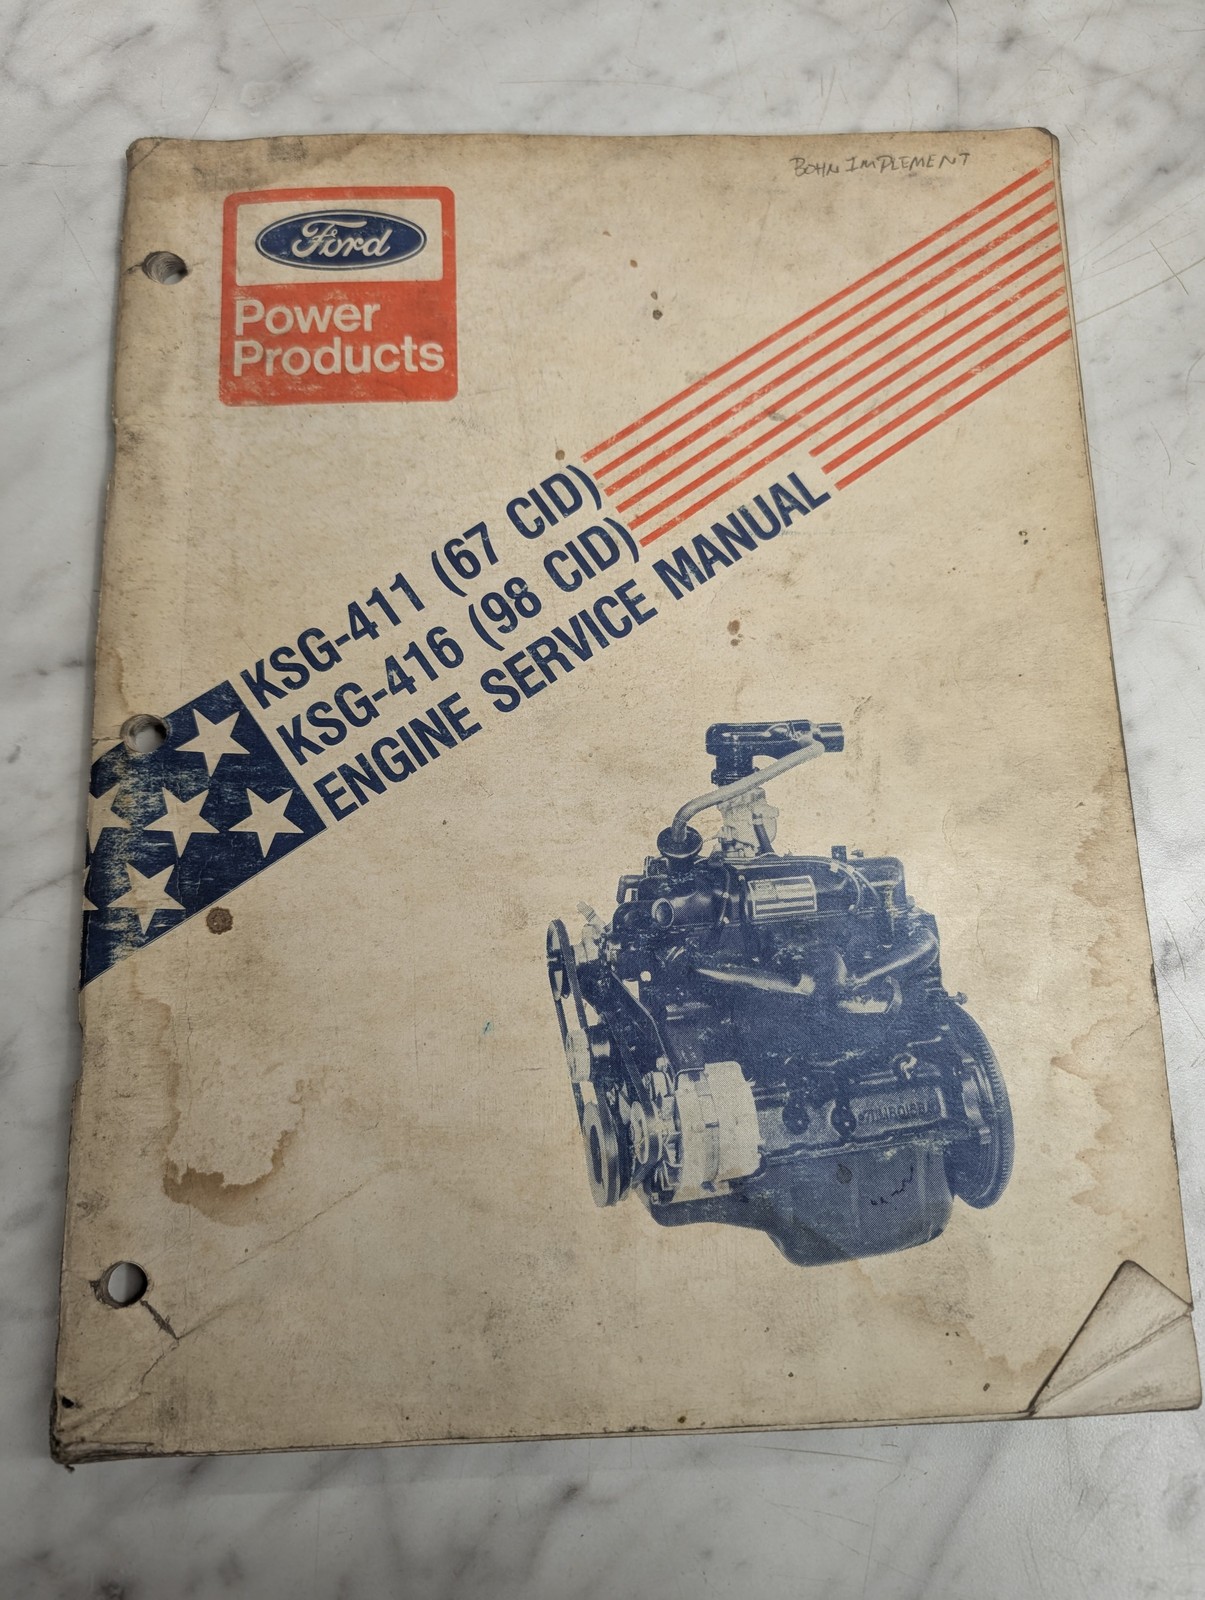 BOHN IMPLEMENT
Ford
Power
Products
KSG-411 (67 CID)
KSG-416 (98 CID)
ENGINE SERVICE MANUAL